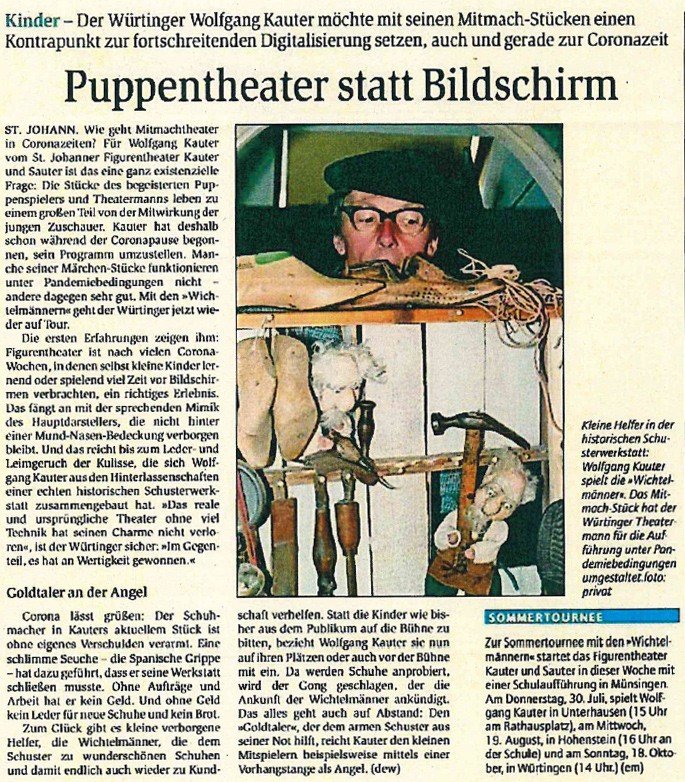 Kinder – Der Würtinger Wolfgang Kauter möchte mit seinen Mitmach-Stücken einen
Kontrapunkt zur fortschreitenden Digitalisierung setzen, auch und gerade zur Coronazeit
Puppentheater statt Bildschirm
ST. JOHANN. Wie geht Mitmachtheater
in Coronazeiten? Für Wolfgang Kauter
vom St. Johanner Figurentheater Kauter
und Sauter ist das eine ganz existenzielle
Frage: Die Stücke des begeisterten Pup-
penspielers und Theatermanns leben zu
einem großen Teil von der Mitwirkung der
jungen Zuschauer. Kauter hat deshalb
schon während der Coronapause begon-
nen, sein Programm umzustellen. Man-
che seiner Märchen-Stücke funktionieren
unter Pandemiebedingungen nicht –
andere dagegen sehr gut. Mit den »Wich-
telmännern« geht der Würtinger jetzt wie-
der auf Tour.
Die ersten Erfahrungen zeigen ihm:
Figurentheater ist nach vielen Corona-
Wochen, in denen selbst kleine Kinder ler-
nend oder spielend viel Zeit vor Bildschir-
men verbrachten, ein richtiges Erlebnis.
Das fängt an mit der sprechenden Mimik
des Hauptdarstellers, die nicht hinter
einer Mund-Nasen-Bedeckung verborgen
bleibt. Und das reicht bis zum Leder- und
Leimgeruch der Kulisse, die sich Wolf-
gang Kauter aus den Hinterlassenschaften
einer echten historischen Schusterwerk-
statt zusammengebaut hat. »Das reale
und ursprüngliche Theater ohne viel
Technik hat seinen Charme nicht verlo-
ren«, ist der Würtinger sicher: »Im Gegen-
teil, es hat an Wertigkeit gewonnen.«
Goldtaler an der Angel
Corona lässt grüßen: Der Schuh-
macher in Kauters aktuellem Stück ist
ohne eigenes Verschulden verarmt. Eine
schlimme Seuche – die Spanische Grippe
– hat dazu geführt, dass er seine Werkstatt
schließen musste. Ohne Aufträge und
Arbeit hat er kein Geld. Und ohne Geld
kein Leder für neue Schuhe und kein Brot.
Zum Glück gibt es kleine verborgene
Helfer, die Wichtelmänner, die dem
Schuster zu wunderschönen Schuhen
und damit endlich auch wieder zu Kund-
schaft verhelfen. Statt die Kinder wie bis-
her aus dem Publikum auf die Bühne zu
bitten, bezieht Wolfgang Kauter sie nun
auf ihren Plätzen oder auch vor der Bühne
mit ein. Da werden Schuhe anprobiert,
wird der Gong geschlagen, der die
Ankunft der Wichtelmänner ankündigt.
Das alles geht auch auf Abstand: Den
»Goldtaler«, der dem armen Schuster aus
seiner Not hilft, reicht Kauter den kleinen
Mitspielern beispielsweise mittels einer
Vorhangstange als Angel. (dew)
Kleine Helfer in der
historischen Schu-
sterwerkstatt:
Wolfgang Kauter
spielt die »Wichtel-
männer«. Das Mit-
mach-Stück hat der
Würtinger Theater-
mann für die Auf-
führung unter Pan-
demiebedingungen
umgestaltet.foto:
privat
SOMMERTOURNEE
Zur Sommertournee mit den »Wichtel-
männern« startet das Figurentheater
Kauter und Sauter in dieser Woche mit
einer Schulaufführung in Münsingen.
Am Donnerstag, 30. Juli, spielt Wolf-
gang Kauter in Unterhausen (15 Uhr
am Rathausplatz), am Mittwoch,
19. August, in Hohenstein (16 Uhr an
der Schule) und am Sonntag, 18. Okto-
ber, in Würtingen (14 Uhr.) (em)